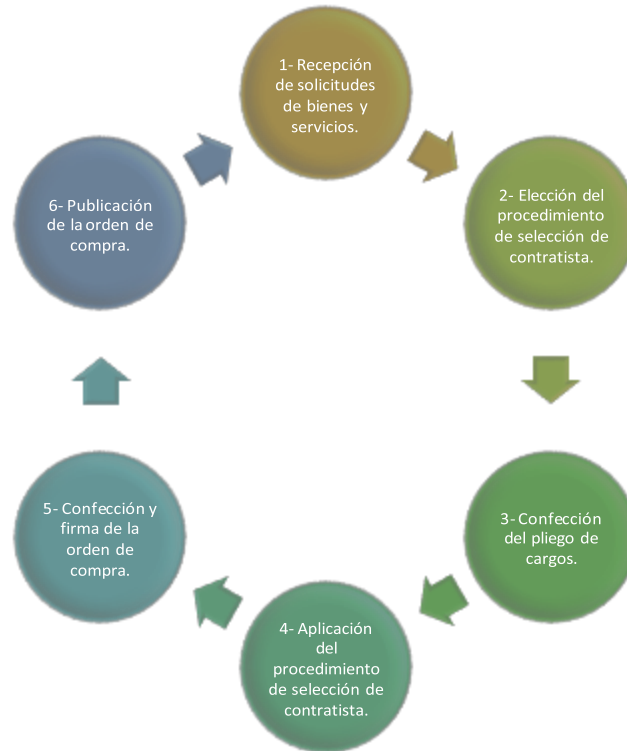 1- Recepción
de solicitudes
de bienes y
servicios.
2- Elección del
procedimiento
de selección de
contratista.
3- Confección
del pliego de
cargos.
4- Aplicación
del
procedimiento
de selección de
contratista.
5- Confección y
firma de la
orden de
compra.
6- Publicación
de la orden de
compra.